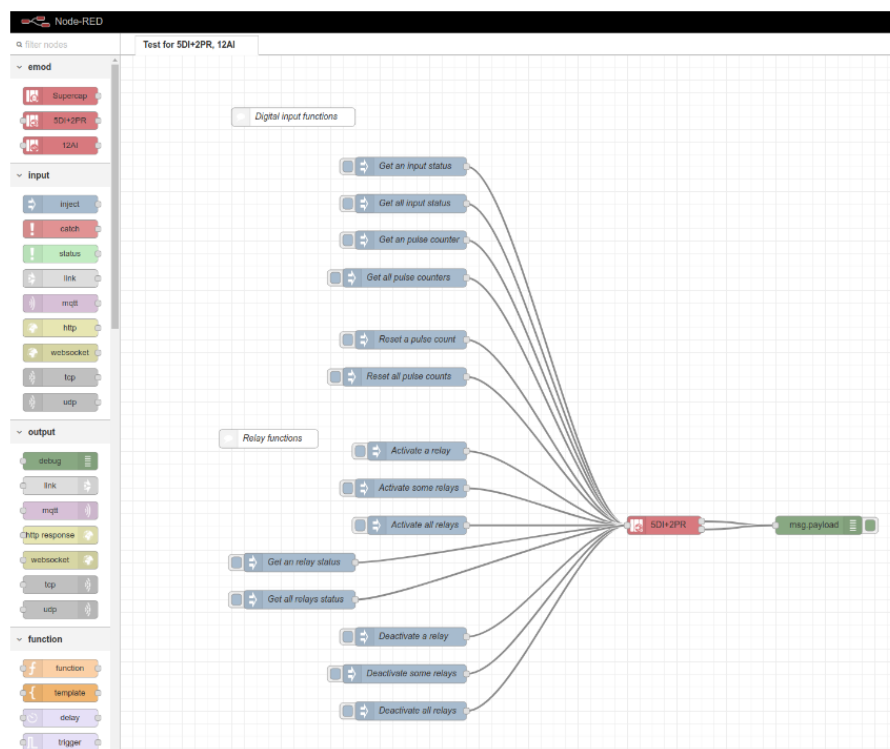 Node-RED
filter nodes
Test for 5DI+2PR, 12AI
emod
Supercap
5DI+2PR
12AI
input
inject
catch
status
link
mqtt
http
websocket
tcp
udp
output
debug
link
mqtt
http response
websocket
tcp
udp
function
function
template
delay
trigger
Digital input functions
Get an input status
Get all input status
Get an pulse counter
Get all pulse counters
Reset a pulse count
Reset all pulse counts
Relay functions
Activate a relay
Activate some relays
Activate all relays
Get an relay status
Get all relays status
Deactivate a relay
Deactivate some relays
Deactivate all relays
5DI+2PR
msg.payload